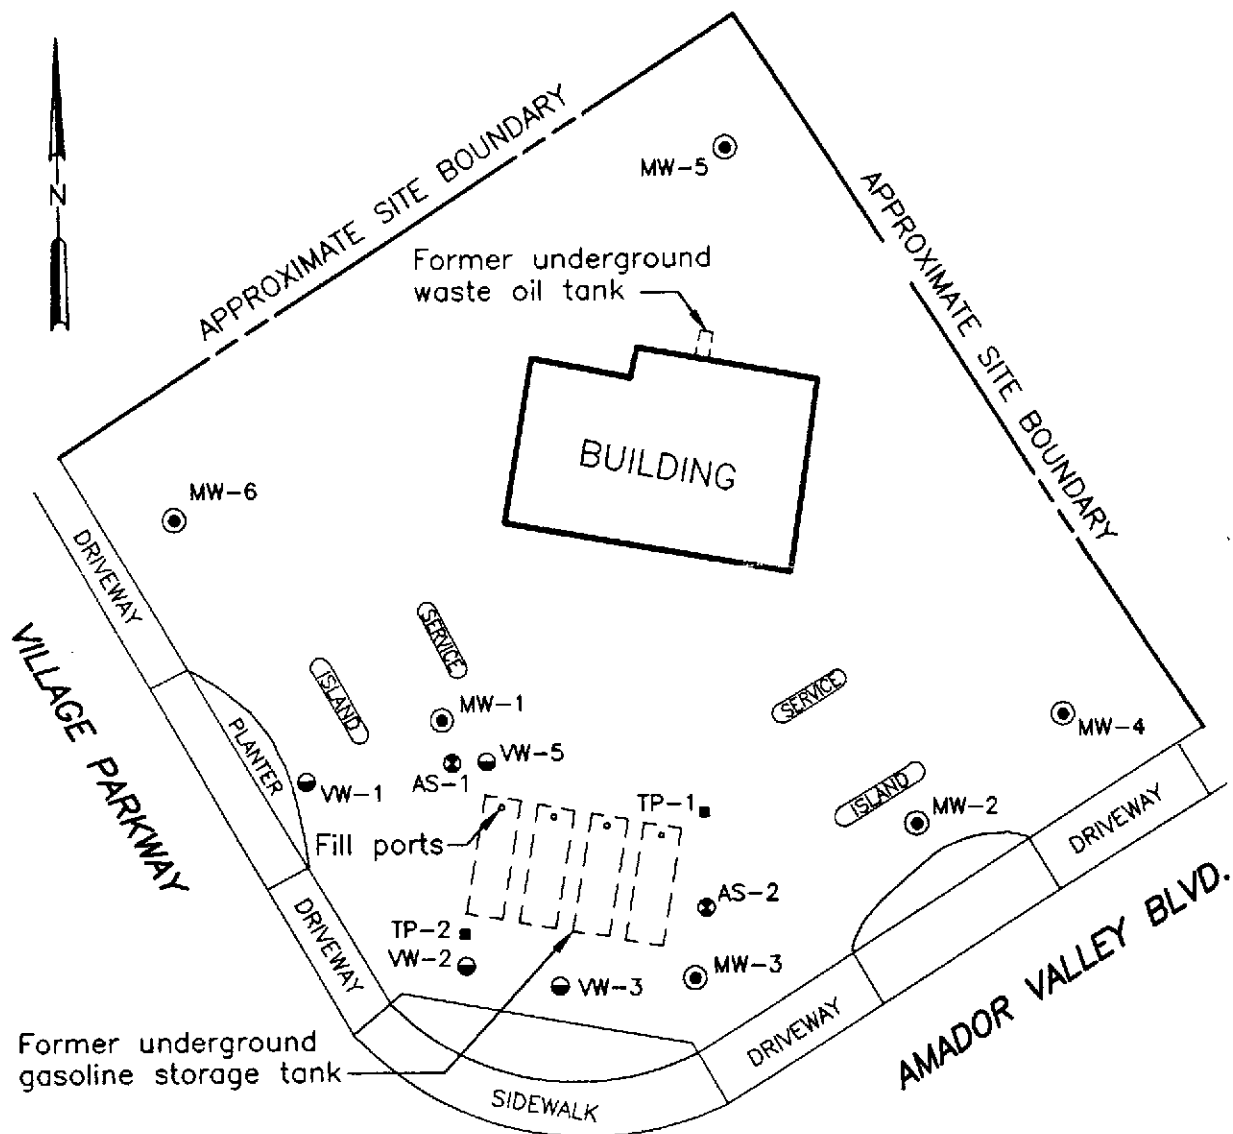 APPROXIMATE SITE BOUNDARY
MW-5
N
Former underground
waste oil tank
APPROXIMATE SITE BOUNDARY
BUILDING
MW-6
DRIVEWAY
SERVICE
ISLAND
MW-1
SERVICE
MW-4
VILLAGE PARKWAY
PLANTER
VW-1
AS-1
VW-5
TP-1
ISLAND
MW-2
DRIVEWAY
Fill ports
DRIVEWAY
AS-2
TP-2
VW-2
VW-3
MW-3
AMADOR VALLEY BLVD.
DRIVEWAY
Former underground
gasoline storage tank
SIDEWALK